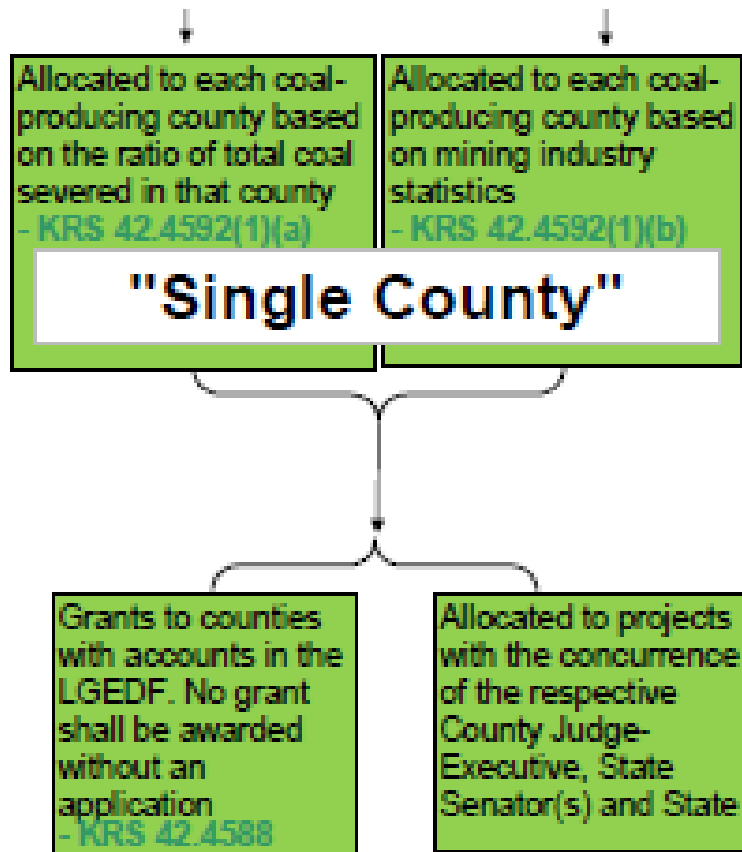 Allocated to each coal-
producing county based
on the ratio of total coal
severed in that county
- KRS 42.4592(1)(a)
Allocated to each coal-
producing county based
on mining industry
statistics
- KRS 42.4592(1)(b)
"Single County"
Grants to counties
with accounts in the
LGEDF. No grant
shall be awarded
without an
application
- KRS 42.4588
Allocated to projects
with the concurrence
of the respective
County Judge-
Executive, State
Senator(s) and State